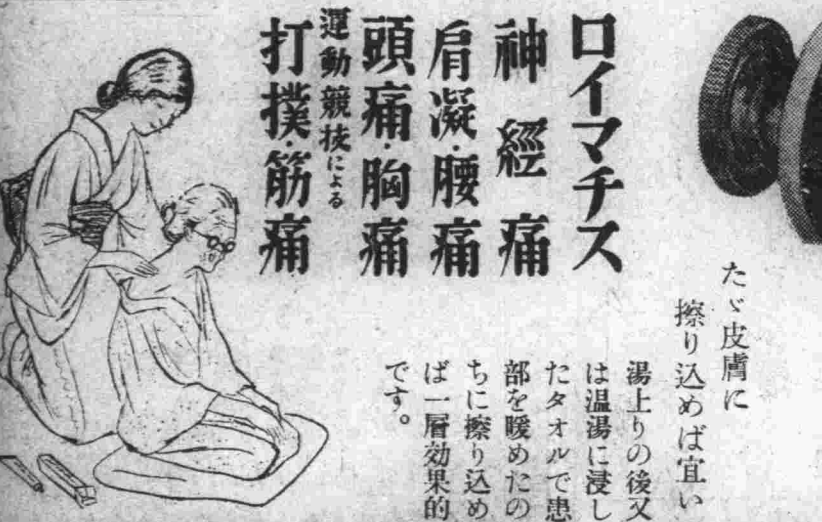 ロイマチス
神經痛
肩凝・腰痛
頭痛・胸痛
運動競技による
打撲・筋痛
たゞ皮膚に
擦り込めば宜い
湯上りの後又
は温湯に浸し
たタオルで患
部を暖めたの
ちに擦り込め
ば一層効果的
です。